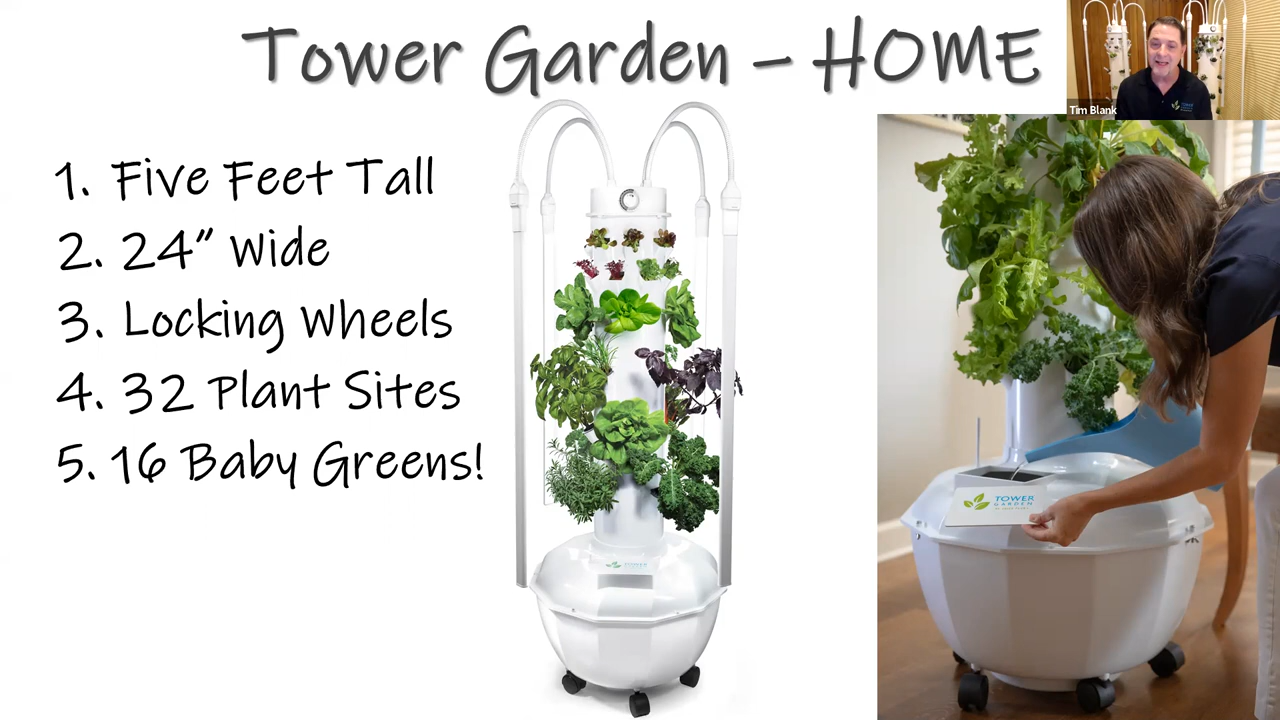 Tower Garden - HOME
Tim Blank
1. Five Feet Tall
2. 24" Wide
3. Locking Wheels
4. 32 Plant Sites
5. 16 Baby Greens!
TOWER
GARDEN
TOWER